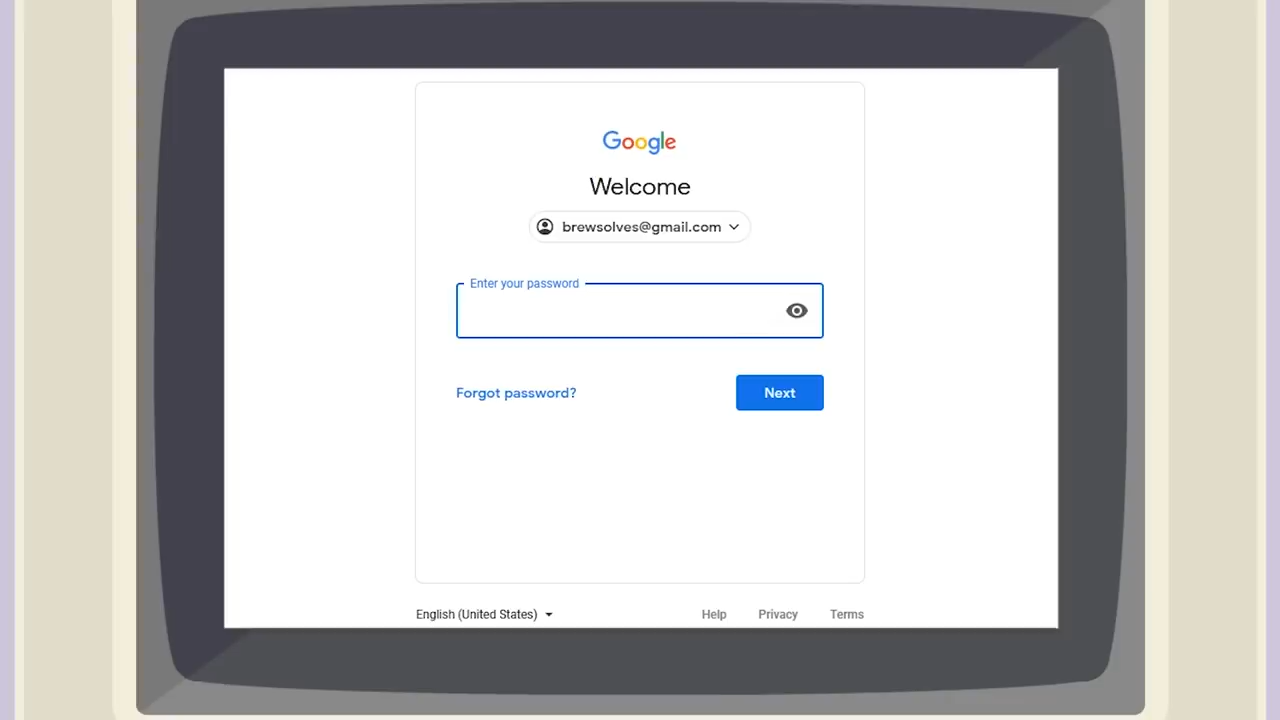 Google
Welcome
brewsolves@gmail.com
Enter your password
Forgot password?
Next
English (United States)
Help
Privacy
Terms